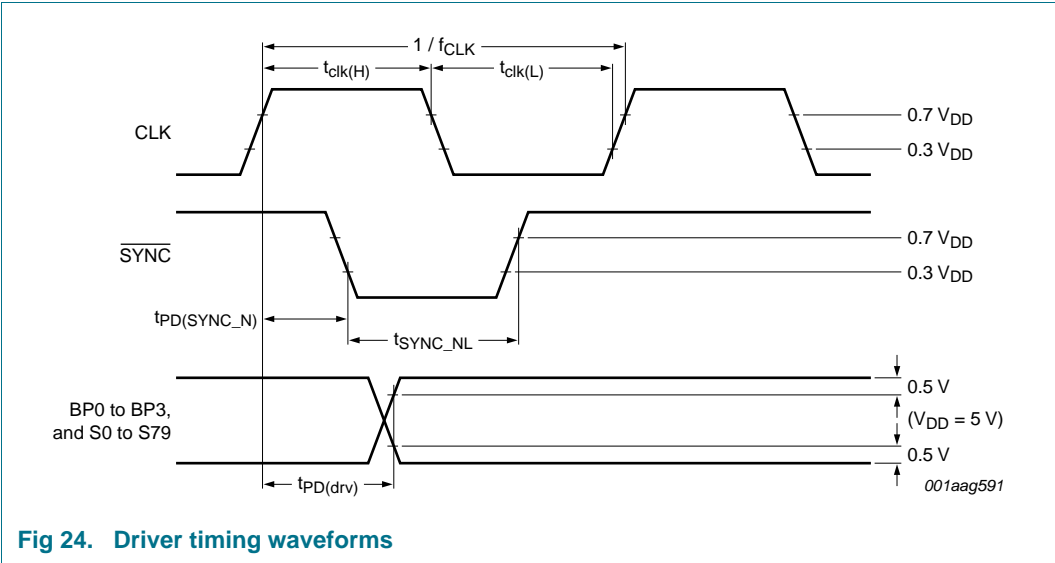 1 / fCLK
tclk(H)
tclk(L)
CLK
0.7 VDD
0.3 VDD
SYNC
0.7 VDD
0.3 VDD
tPD(SYNC_N)
tSYNC_NL
BP0 to BP3,
and S0 to S79
0.5 V
(VDD = 5 V)
0.5 V
tPD(drv)
001aag591
Fig 24. Driver timing waveforms